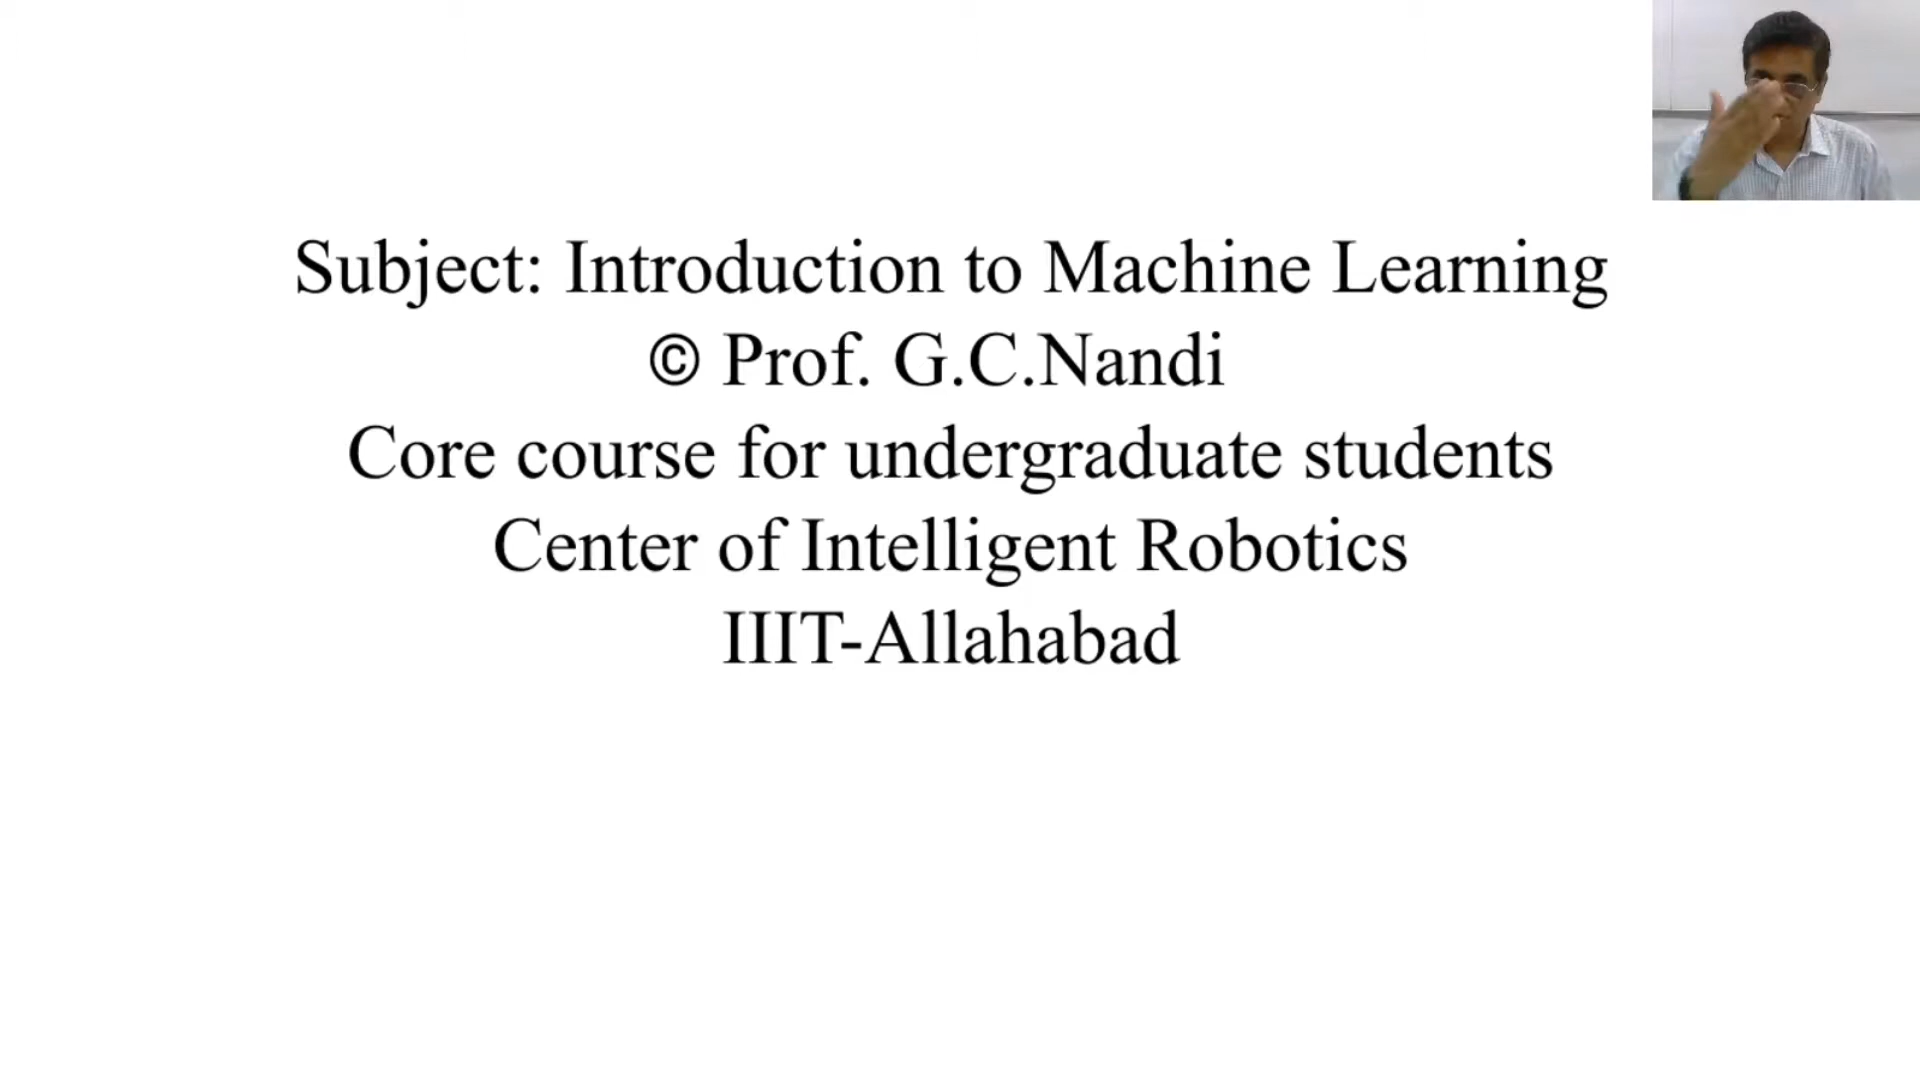 Subject: Introduction to Machine Learning
© Prof. G.C.Nandi
Core course for undergraduate students
Center of Intelligent Robotics
IIIT-Allahabad